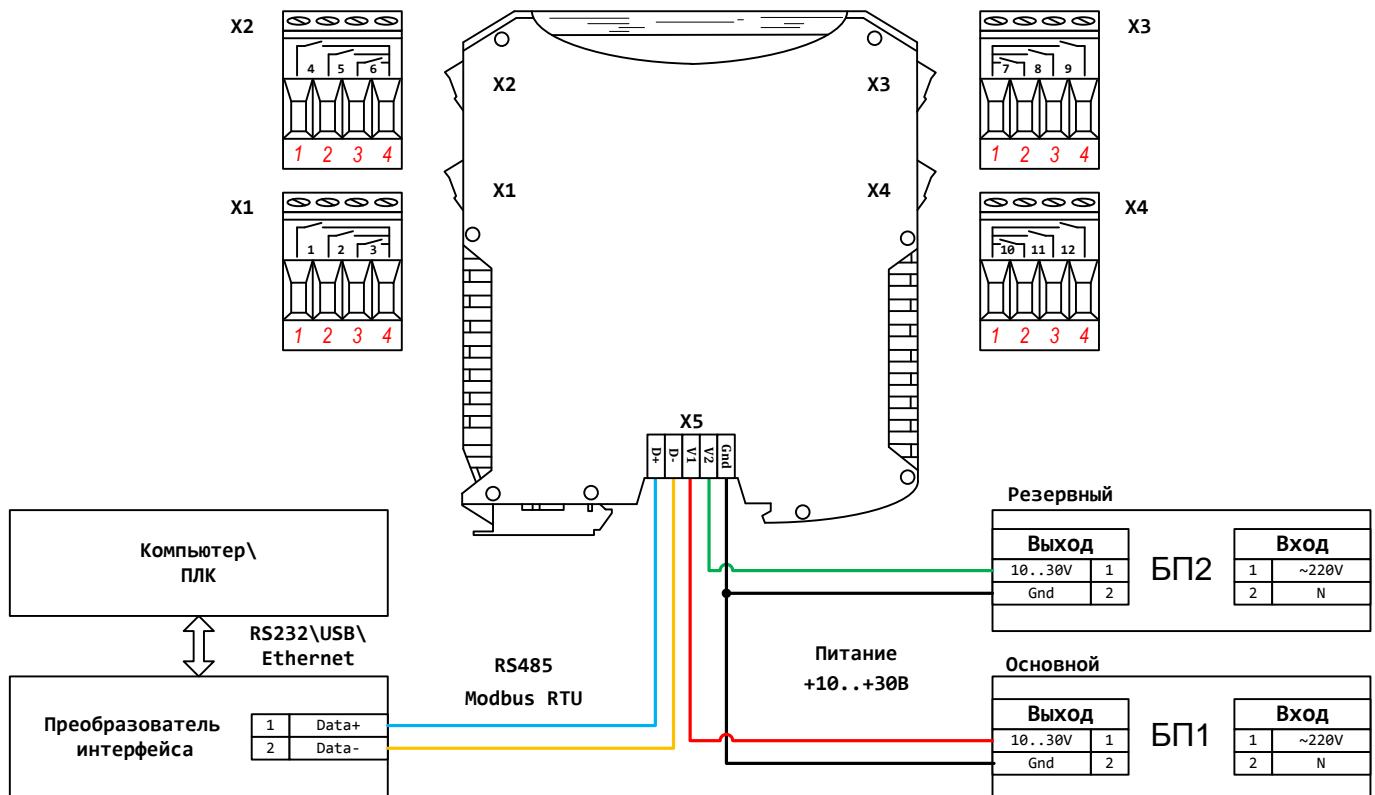 X2
4 5 6
1 2 3 4
X1
1 2 3
1 2 3 4
X2
X3
X1
X4
X3
7 8 9
1 2 3 4
X4
10 11 12
1 2 3 4
X5
D+
D-
V1
V2
Gnd
Компьютер\
ПЛК
RS232\USB\
Ethernet
Преобразователь
интерфейса
1 Data+
2 Data-
RS485
Modbus RTU
Питание
+10..+30В
Резервный
Выход
10..30V 1
Gnd 2
БП2
Вход
1 ~220V
2 N
Основной
Выход
10..30V 1
Gnd 2
БП1
Вход
1 ~220V
2 N